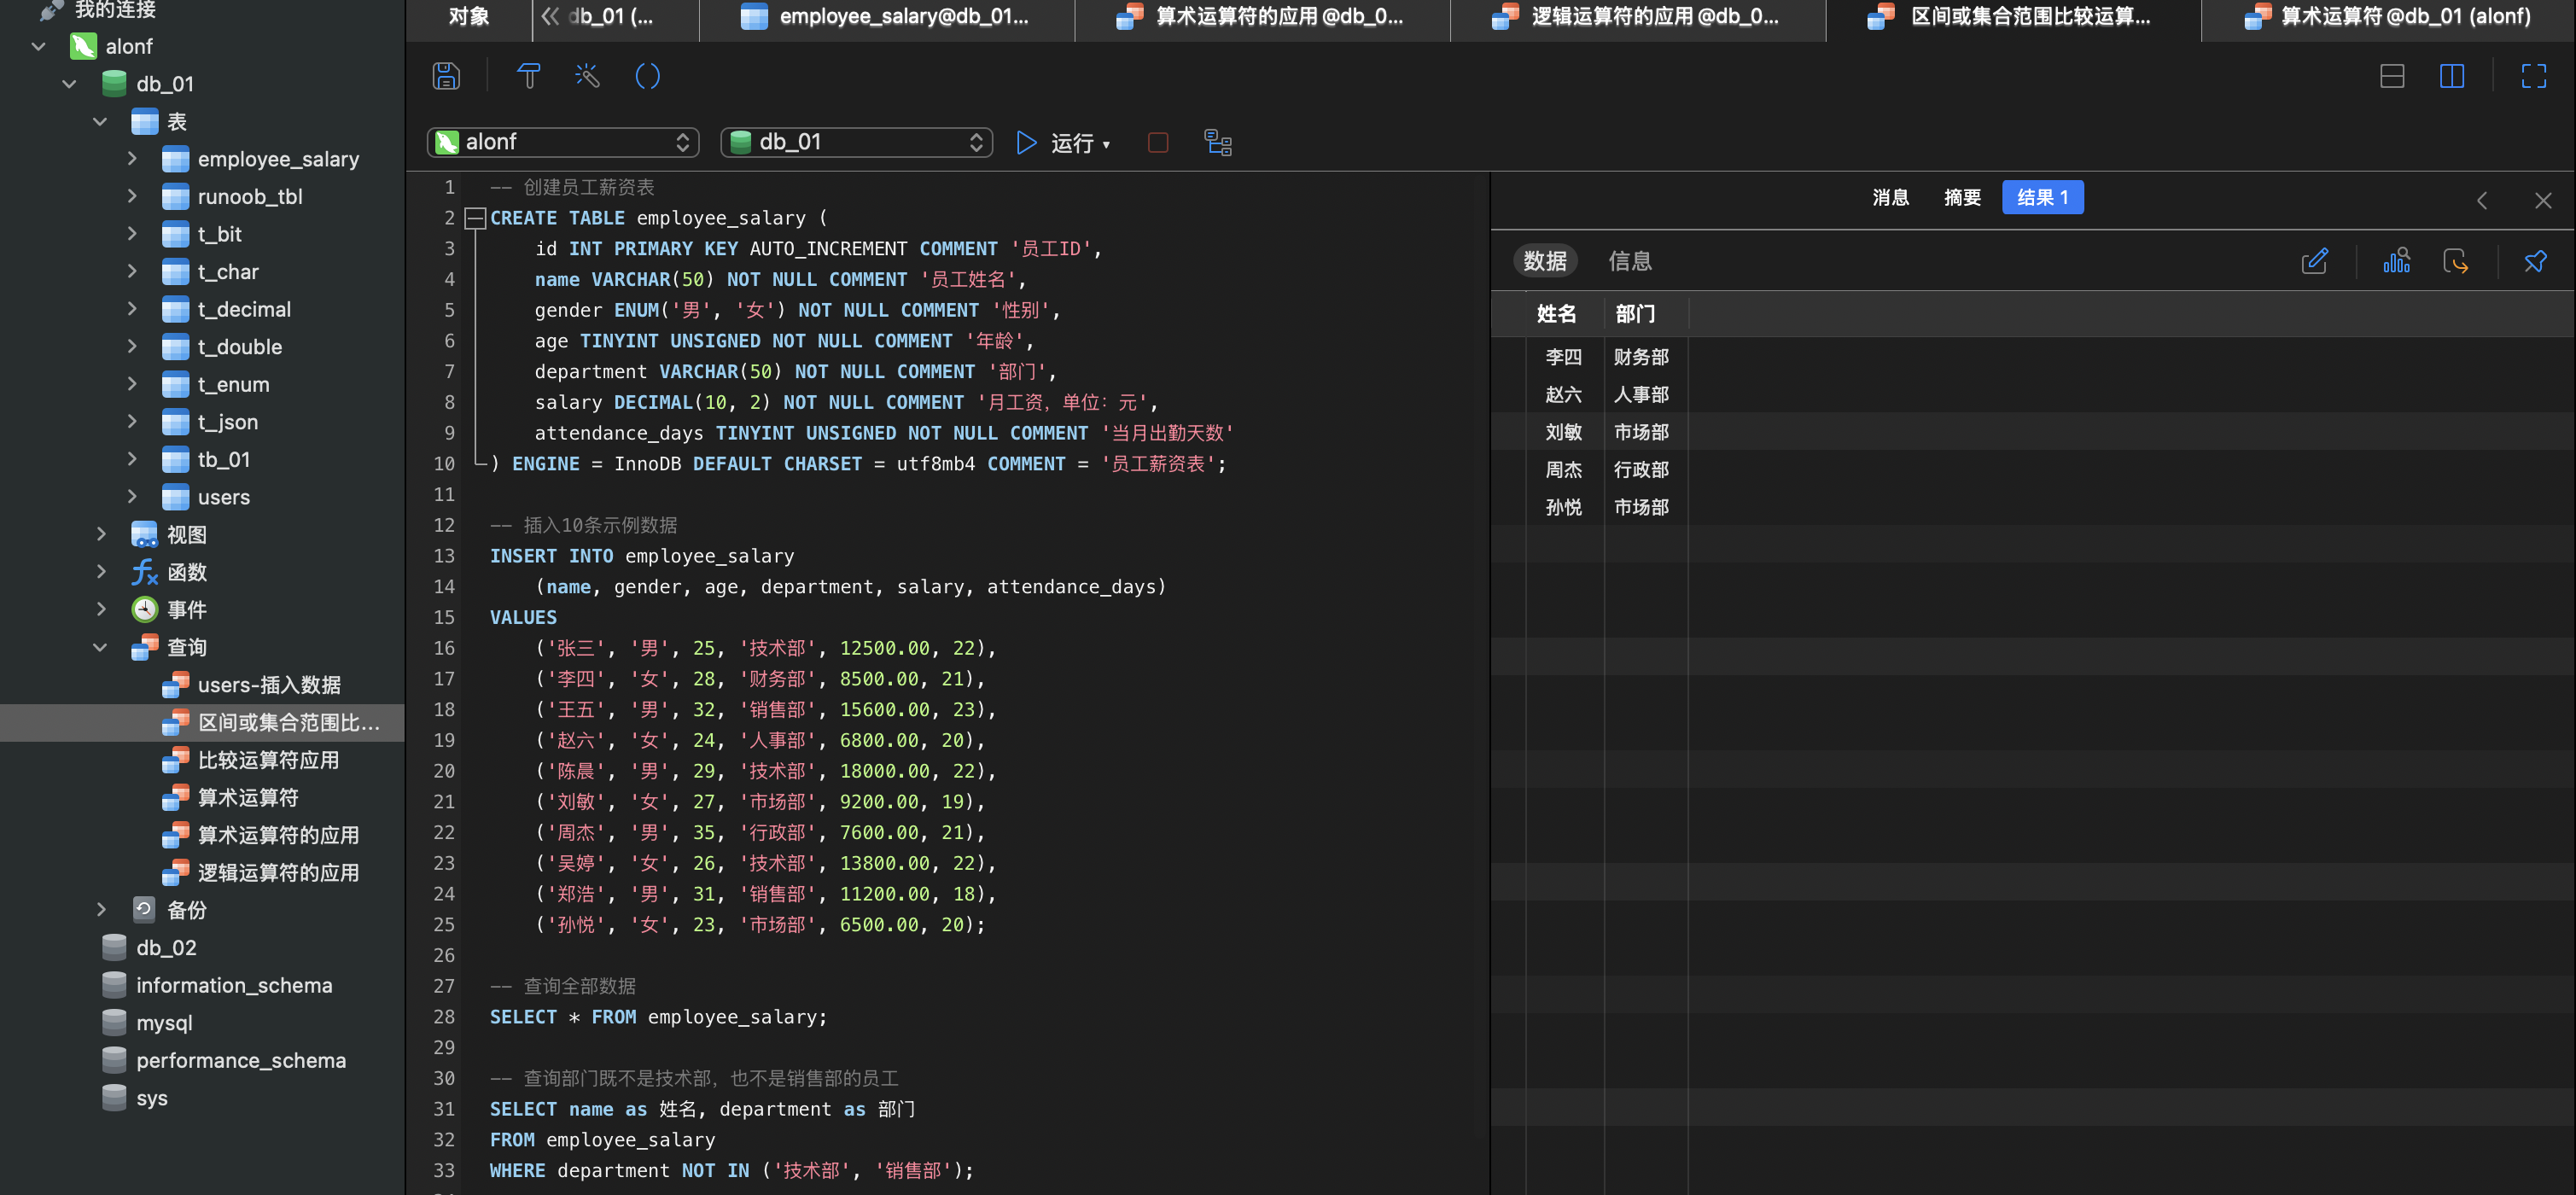 我的连接
alonf
db_01
表
employee_salary
runoob_tbl
t_bit
t_char
t_decimal
t_double
t_enum
t_json
tb_01
users
视图
函数
事件
查询
users-插入数据
区间或集合范围比...
比较运算符应用
算术运算符
算术运算符的应用
逻辑运算符的应用
备份
db_02
information_schema
mysql
performance_schema
sys
对象
db_01 (...
employee_salary@db_01...
算术运算符的应用@db_0...
逻辑运算符的应用@db_0...
区间或集合范围比较运算...
算术运算符@db_01 (alonf)
alonf
db_01
运行
1 -- 创建员工薪资表
2 CREATE TABLE employee_salary (
3 id INT PRIMARY KEY AUTO_INCREMENT COMMENT '员工ID',
4 name VARCHAR(50) NOT NULL COMMENT '员工姓名',
5 gender ENUM('男', '女') NOT NULL COMMENT '性别',
6 age TINYINT UNSIGNED NOT NULL COMMENT '年龄',
7 department VARCHAR(50) NOT NULL COMMENT '部门',
8 salary DECIMAL(10, 2) NOT NULL COMMENT '月工资，单位：元',
9 attendance_days TINYINT UNSIGNED NOT NULL COMMENT '当月出勤天数'
10 ) ENGINE = InnoDB DEFAULT CHARSET = utf8mb4 COMMENT = '员工薪资表';
11
12 -- 插入10条示例数据
13 INSERT INTO employee_salary
14 (name, gender, age, department, salary, attendance_days)
15 VALUES
16 ('张三', '男', 25, '技术部', 12500.00, 22),
17 ('李四', '女', 28, '财务部', 8500.00, 21),
18 ('王五', '男', 32, '销售部', 15600.00, 23),
19 ('赵六', '女', 24, '人事部', 6800.00, 20),
20 ('陈晨', '男', 29, '技术部', 18000.00, 22),
21 ('刘敏', '女', 27, '市场部', 9200.00, 19),
22 ('周杰', '男', 35, '行政部', 7600.00, 21),
23 ('吴婷', '女', 26, '技术部', 13800.00, 22),
24 ('郑浩', '男', 31, '销售部', 11200.00, 18),
25 ('孙悦', '女', 23, '市场部', 6500.00, 20);
26
27 -- 查询全部数据
28 SELECT * FROM employee_salary;
29
30 -- 查询部门既不是技术部，也不是销售部的员工
31 SELECT name as 姓名, department as 部门
32 FROM employee_salary
33 WHERE department NOT IN ('技术部', '销售部');
消息 摘要 结果 1
数据 信息
姓名 部门
李四 财务部
赵六 人事部
刘敏 市场部
周杰 行政部
孙悦 市场部